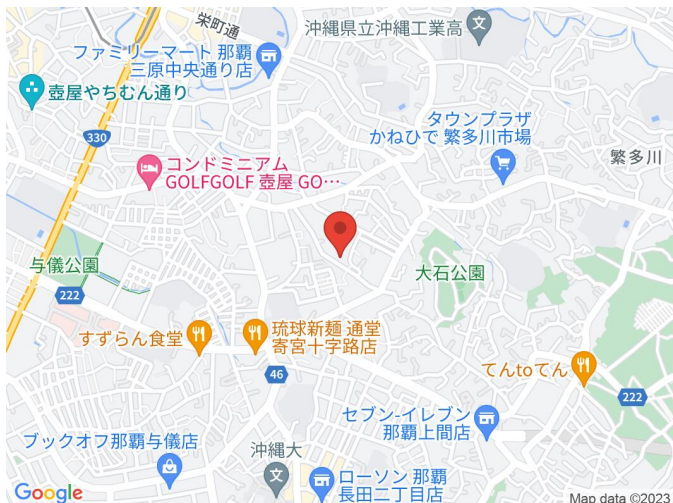 栄町通
沖縄県立沖縄工業高
ファミリーマート 那覇
三原中央通り店
壺屋やちむん通り
タウンプラザ
かねひで 繁多川市場
330
繁多川
コンドミニアム
GOLFGOLF 壺屋 GO…
与儀公園
大石公園
222
すずらん食堂
琉球新麺 通堂
寄宮十字路店
てんtoてん
46
222
セブン-イレブン
那覇上間店
ブックオフ那覇与儀店
沖縄大
ローソン 那覇
長田二丁目店
Google
Map data ©2023